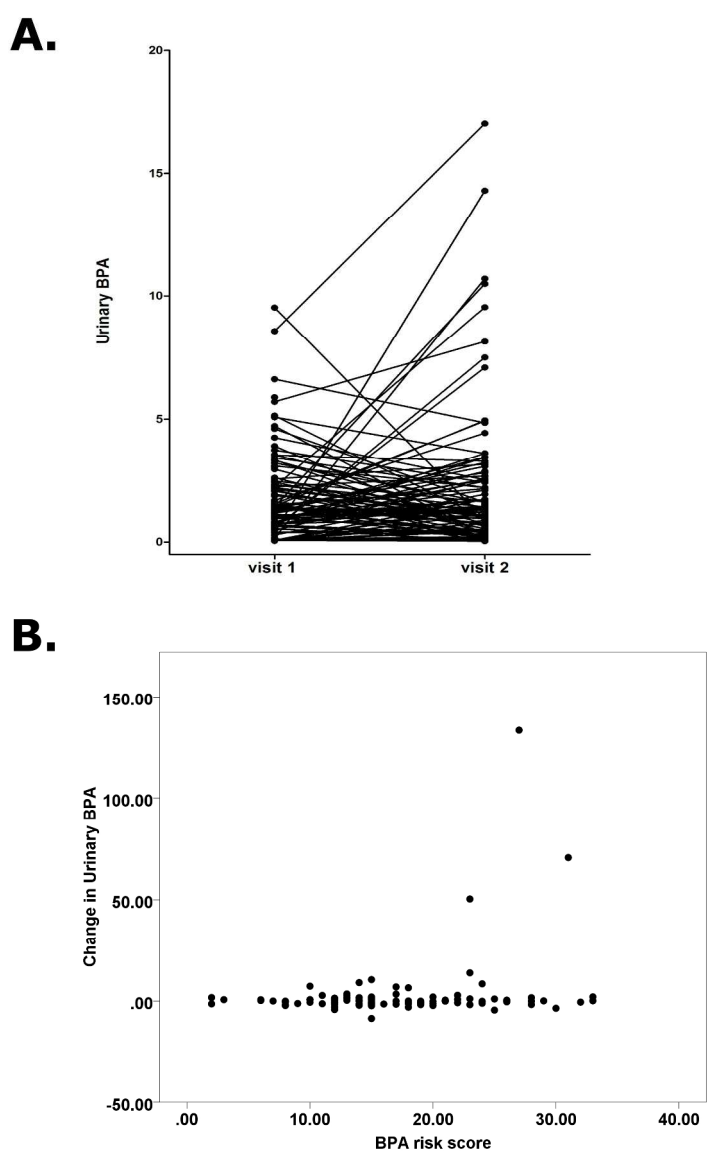 A.
20
15
10
5
0
Urinary BPA
visit 1 visit 2
B.
150.00
100.00
50.00
.00
-50.00
Change in Urinary BPA
.00 10.00 20.00 30.00 40.00
BPA risk score